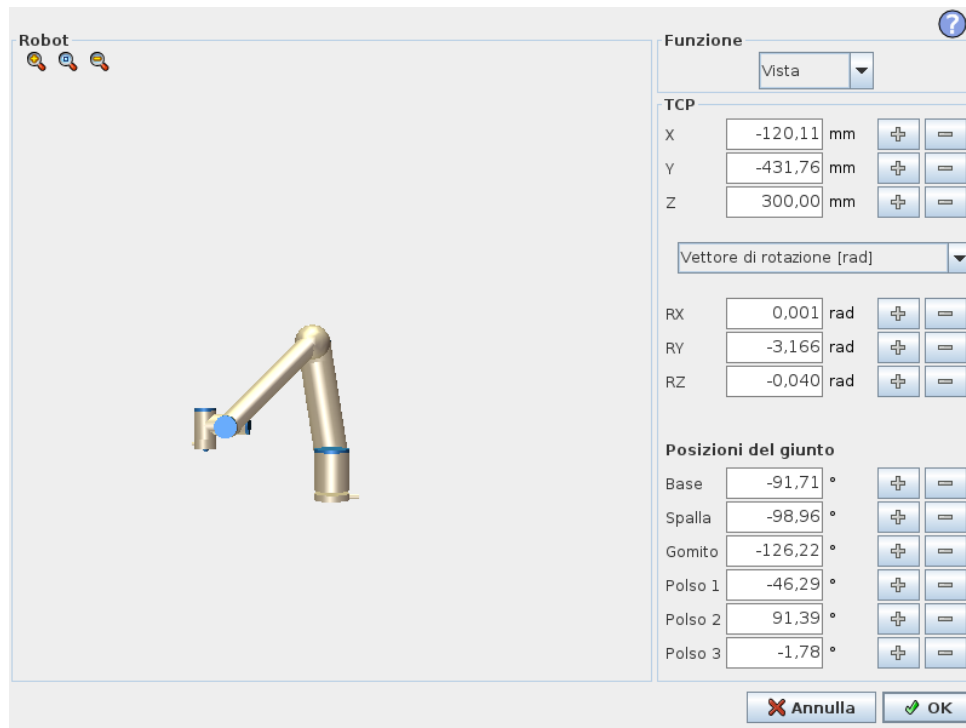 Robot
Funzione
Vista
TCP
X -120,11 mm
Y -431,76 mm
Z 300,00 mm
Vettore di rotazione [rad]
RX 0,001 rad
RY -3,166 rad
RZ -0,040 rad
Posizioni del giunto
Base -91,71 °
Spalla -98,96 °
Gomito -126,22 °
Polso 1 -46,29 °
Polso 2 91,39 °
Polso 3 -1,78 °
Annulla OK